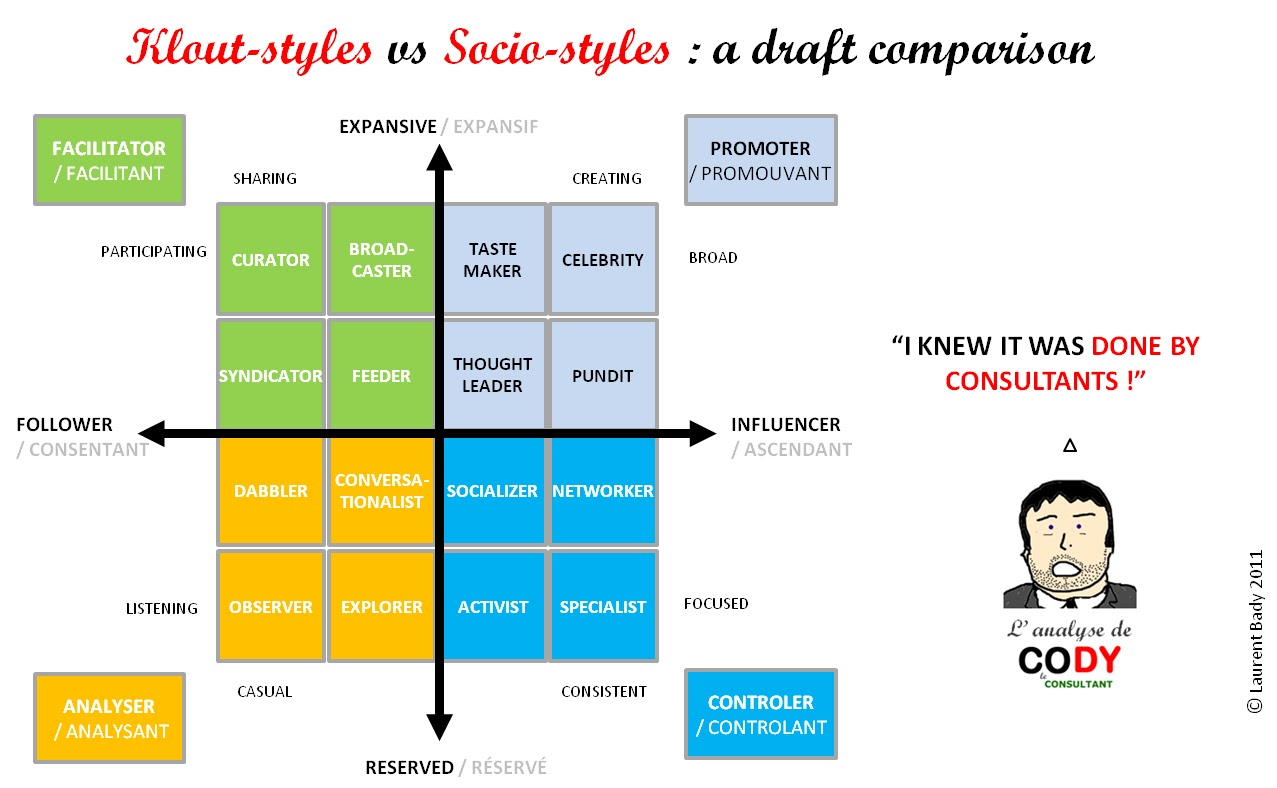 Klout-styles vs Socio-styles : a draft comparison
EXPANSIVE / EXPANSIF
FACILITATOR
/ FACILITANT
PROMOTER
/ PROMOUVANT
SHARING
CREATING
PARTICIPATING
BROAD
CURATOR
BROAD-
CASTER
TASTE
MAKER
CELEBRITY
SYNDICATOR
FEEDER
THOUGHT
LEADER
PUNDIT
"I KNEW IT WAS DONE BY
CONSULTANTS !"
FOLLOWER
/ CONSENTANT
INFLUENCER
/ ASCENDANT
DABBLER
CONVERSA-
TIONALIST
SOCIALIZER
NETWORKER
LISTENING
OBSERVER
EXPLORER
ACTIVIST
SPECIALIST
FOCUSED
CASUAL
CONSISTENT
ANALYSER
/ ANALYSANT
CONTROLER
/ CONTROLANT
RESERVED / RÉSERVÉ
L'analyse de
CODY
le
CONSULTANT
© Laurent Bady 2011